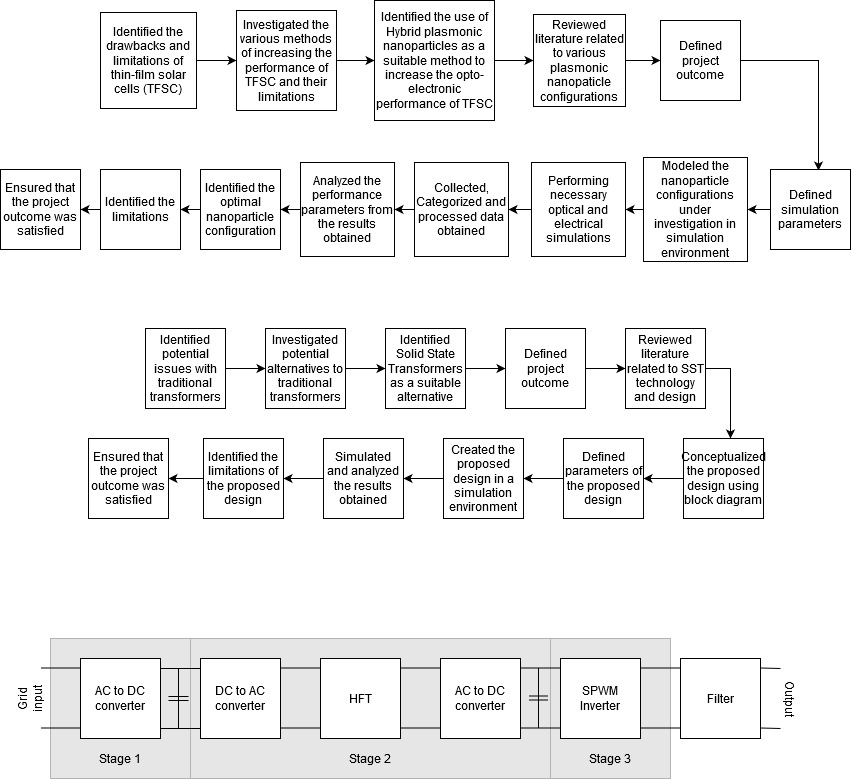 Identified the
drawbacks and
limitations of
thin-film solar
cells (TFSC)
Investigated the
various methods
of increasing the
performance of
TFSC and their
limitations
Identified the use of
Hybrid plasmonic
nanoparticles as a
suitable method to
increase the opto-
electronic
performance of TFSC
Reviewed
literature related
to various
plasmonic
nanopaticle
configurations
Defined
project
outcome
Ensured that
the project
outcome was
satisfied
Identified the
limitations
Identified the
optimal
nanoparticle
configuration
Analyzed the
performance
parameters from
the results
obtained
Collected,
Categorized and
processed data
obtained
Performing
necessary
optical and
electrical
simulations
Modeled the
nanoparticle
configurations
under
investigation in
simulation
environment
Defined
simulation
parameters
Identified
potential
issues with
traditional
transformers
Investigated
potential
alternatives to
traditional
transformers
Identified
Solid State
Transformers
as a suitable
alternative
Defined
project
outcome
Reviewed
literature
related to SST
technology
and design
Ensured that
the project
outcome was
satisfied
Identified the
limitations of
the proposed
design
Simulated
and analyzed
the results
obtained
Created the
proposed
design in a
simulation
environment
Defined
parameters of
the proposed
design
Conceptualized
the proposed
design using
block diagram
Grid
input
AC to DC
converter
DC to AC
converter
HFT
AC to DC
converter
SPWM
Inverter
Filter
Output
Stage 1
Stage 2
Stage 3